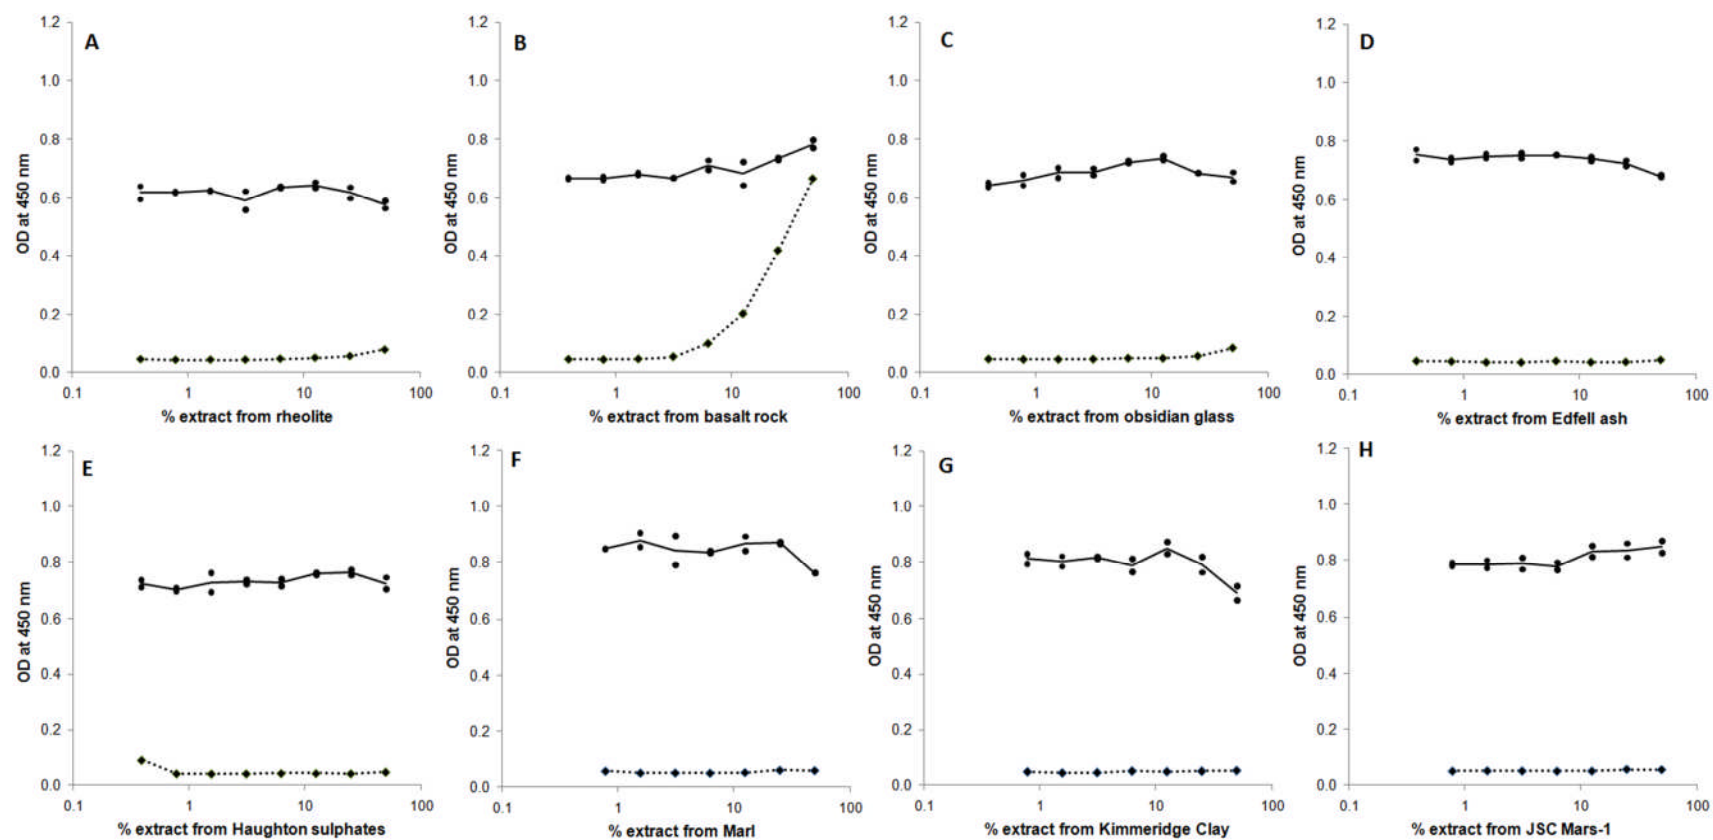 A
OD at 450 nm
1.2
1.0
0.8
0.6
0.4
0.2
0.0
0.1 1 10 100
% extract from rheolite
B
OD at 450 nm
1.2
1.0
0.8
0.6
0.4
0.2
0.0
0.1 1 10 100
% extract from basalt rock
C
OD at 450 nm
1.2
1.0
0.8
0.6
0.4
0.2
0.0
0.1 1 10 100
% extract from obsidian glass
D
OD at 450 nm
1.2
1.0
0.8
0.6
0.4
0.2
0.0
0.1 1 10 100
% extract from Edfell ash
E
OD at 450 nm
1.2
1.0
0.8
0.6
0.4
0.2
0.0
0.1 1 10 100
% extract from Haughton sulphates
F
OD at 450 nm
1.2
1.0
0.8
0.6
0.4
0.2
0.0
0.1 1 10 100
% extract from Marl
G
OD at 450 nm
1.2
1.0
0.8
0.6
0.4
0.2
0.0
0.1 1 10 100
% extract from Kimmeridge Clay
H
OD at 450 nm
1.2
1.0
0.8
0.6
0.4
0.2
0.0
0.1 1 10 100
% extract from JSC Mars-1